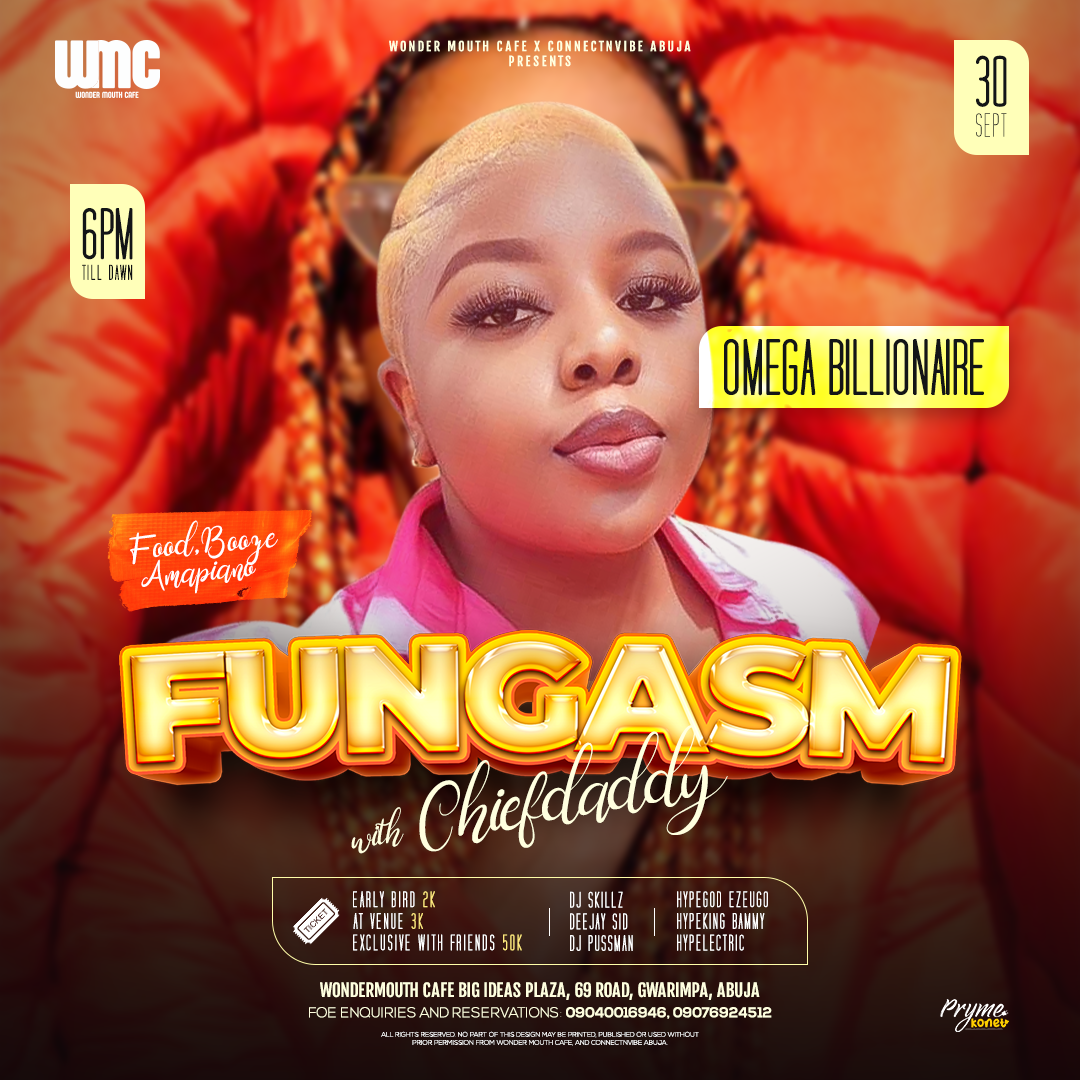 WMC
WONDER MOUTH CAFE
WONDER MOUTH CAFE X CONNECTNVIBE ABUJA
PRESENTS
30
SEPT
6PM
TILL DAWN
OMEGA BILLIONAIRE
Food, Booze
Amapiano
FUNGASM
with Chiefdaddy
TICKET
EARLY BIRD 2K
AT VENUE 3K
EXCLUSIVE WITH FRIENDS 50K
DJ SKILLZ
DEEJAY SID
DJ PUSSMAN
HYPEGOD EZEUGO
HYPEKING BAMMY
HYPELECTRIC
WONDERMOUTH CAFE BIG IDEAS PLAZA, 69 ROAD, GWARIMPA, ABUJA
FOE ENQUIRIES AND RESERVATIONS: 09040016946, 09076924512
ALL RIGHTS RESERVED. NO PART OF THIS DESIGN MAY BE PRINTED, PUBLISHED OR USED WITHOUT
PRIOR PERMISSION FROM WONDER MOUTH CAFE, AND CONNECTNVIBE ABUJA.
Pryme
konet